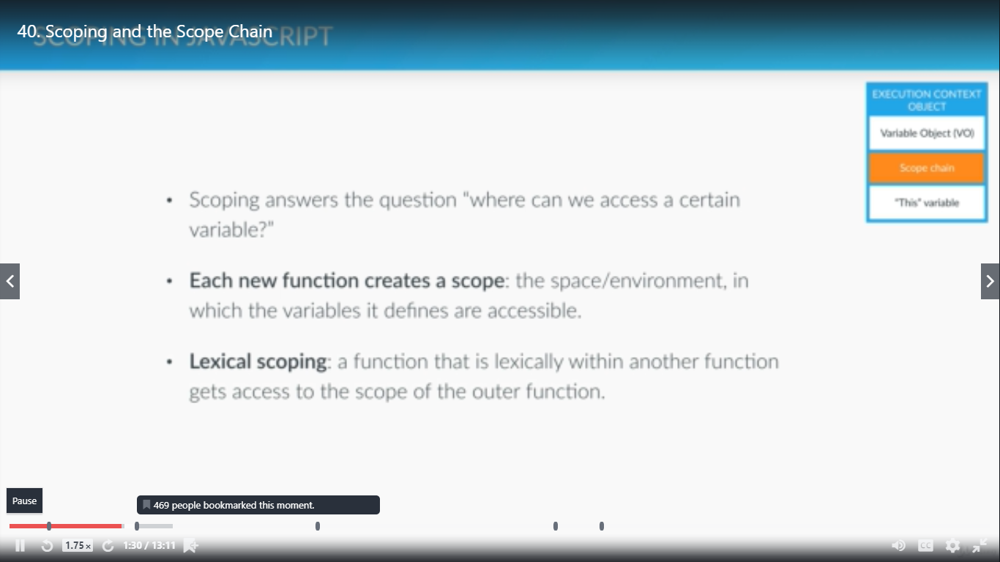 40. Scoping and the Scope Chain
SCOPING IN JAVASCRIPT
EXECUTION CONTEXT
OBJECT
Variable Object (VO)
Scope chain
"This" variable
• Scoping answers the question “where can we access a certain
variable?”
• Each new function creates a scope: the space/environment, in
which the variables it defines are accessible.
• Lexical scoping: a function that is lexically within another function
gets access to the scope of the outer function.
Pause
469 people bookmarked this moment.
1.75x
1:30 / 13:11
CC